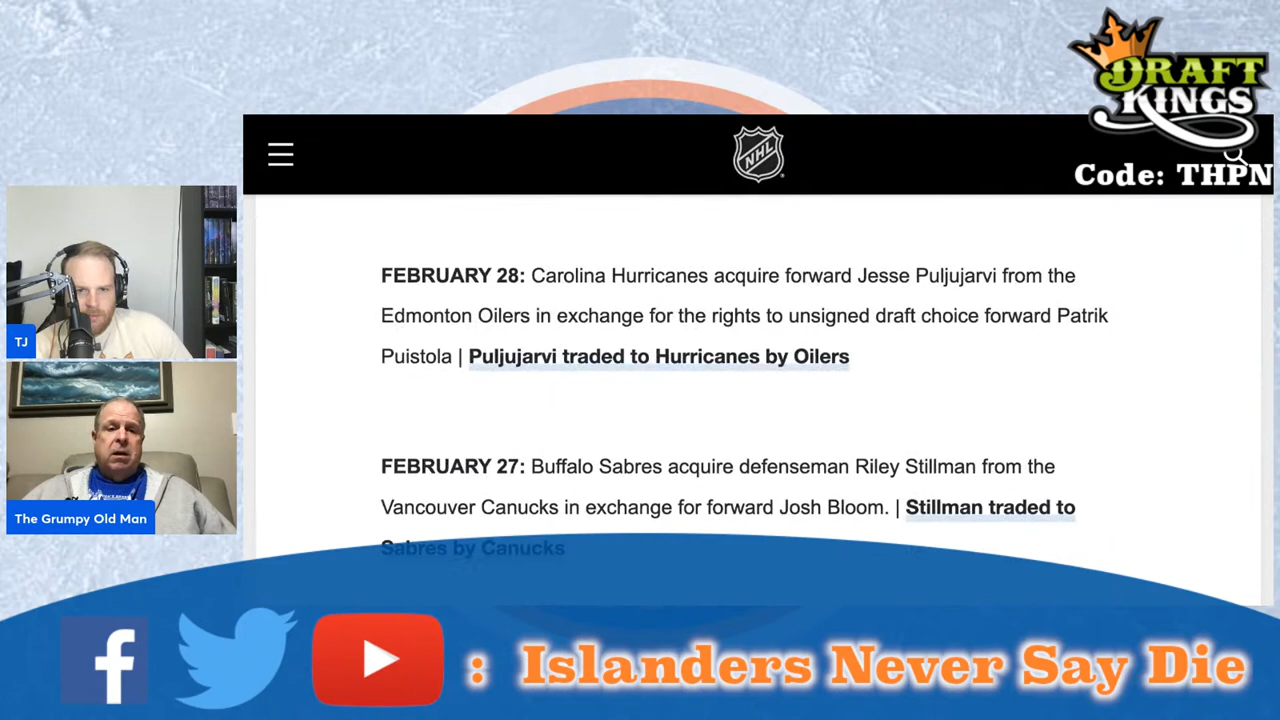 DRAFT
KINGS
Code: THPN
NHL
FEBRUARY 28: Carolina Hurricanes acquire forward Jesse Puljujarvi from the
Edmonton Oilers in exchange for the rights to unsigned draft choice forward Patrik
Puistola | Puljujarvi traded to Hurricanes by Oilers
FEBRUARY 27: Buffalo Sabres acquire defenseman Riley Stillman from the
Vancouver Canucks in exchange for forward Josh Bloom. | Stillman traded to
Sabres by Canucks
TJ
The Grumpy Old Man
: Islanders Never Say Die